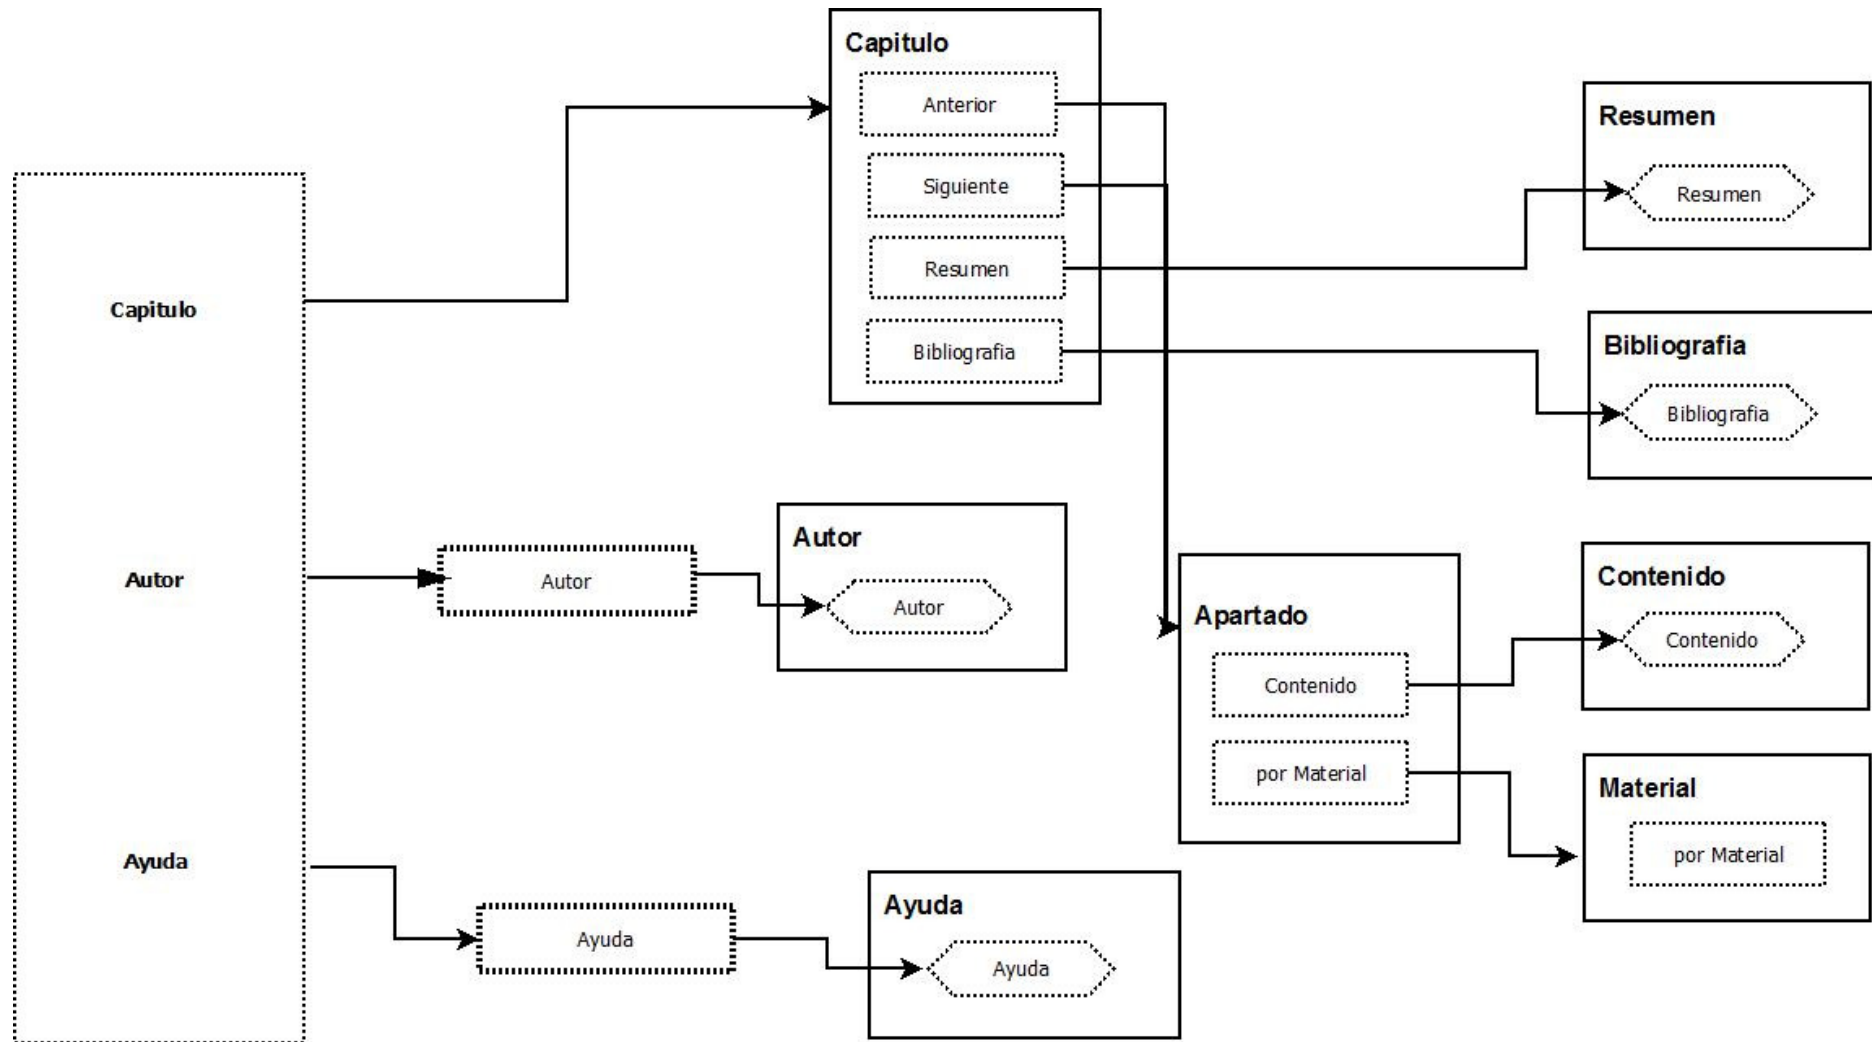 Capitulo
Autor
Ayuda
Capitulo
Anterior
Siguiente
Resumen
Bibliografia
Autor
Autor
Autor
Ayuda
Ayuda
Ayuda
Apartado
Contenido
por Material
Resumen
Resumen
Bibliografia
Bibliografia
Contenido
Contenido
Material
por Material